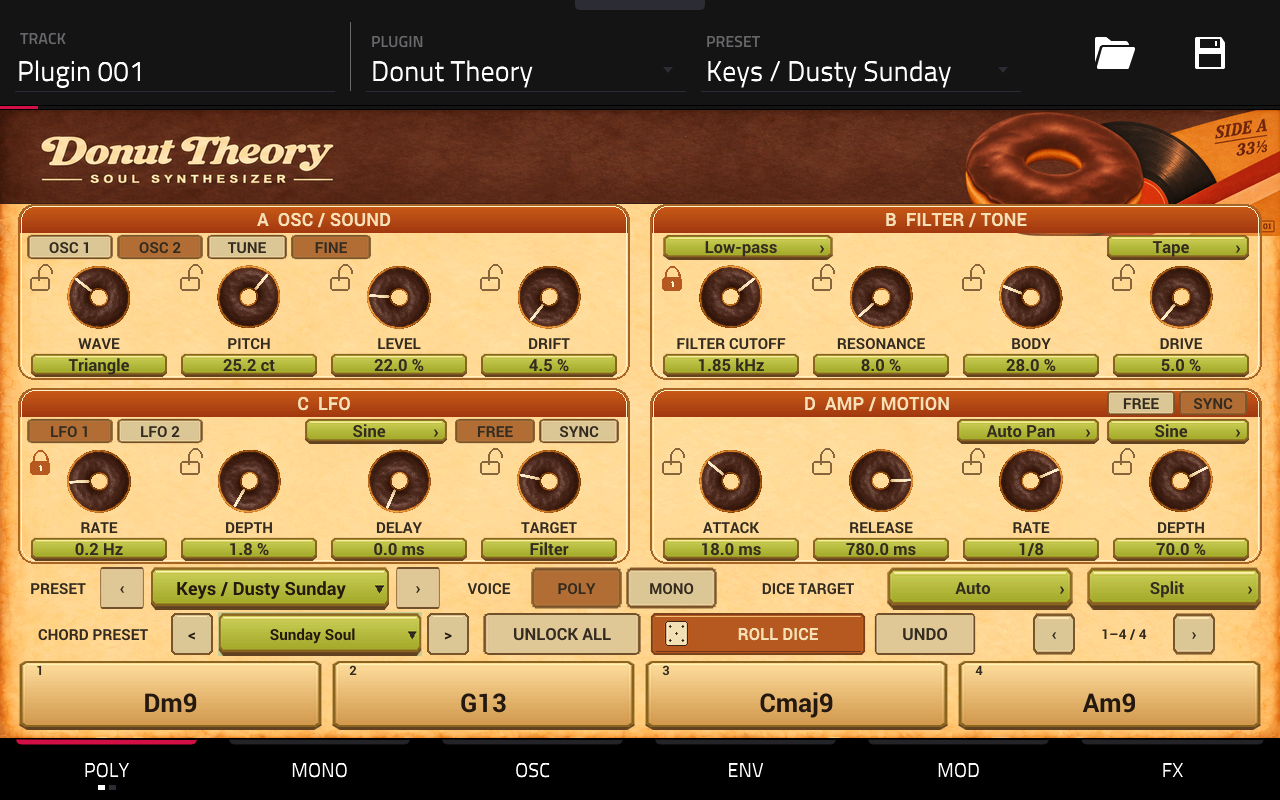 TRACK
Plugin 001
PLUGIN
Donut Theory
PRESET
Keys / Dusty Sunday
Donut Theory
SOUL SYNTHESIZER
SIDE A
33⅓
01
A OSC / SOUND
OSC 1
OSC 2
TUNE
FINE
WAVE
PITCH
LEVEL
DRIFT
Triangle
25.2 ct
22.0 %
4.5 %
B FILTER / TONE
Low-pass ›
Tape ›
1
FILTER CUTOFF
RESONANCE
BODY
DRIVE
1.85 kHz
8.0 %
28.0 %
5.0 %
C LFO
LFO 1
LFO 2
Sine ›
FREE
SYNC
1
RATE
DEPTH
DELAY
TARGET
0.2 Hz
1.8 %
0.0 ms
Filter
D AMP / MOTION
FREE
SYNC
Auto Pan ›
Sine ›
ATTACK
RELEASE
RATE
DEPTH
18.0 ms
780.0 ms
1/8
70.0 %
PRESET
‹
Keys / Dusty Sunday ▾
›
VOICE
POLY
MONO
DICE TARGET
Auto ›
Split ›
CHORD PRESET
<
Sunday Soul ▾
>
UNLOCK ALL
ROLL DICE
UNDO
‹
1–4 / 4
›
1
Dm9
2
G13
3
Cmaj9
4
Am9
POLY
MONO
OSC
ENV
MOD
FX